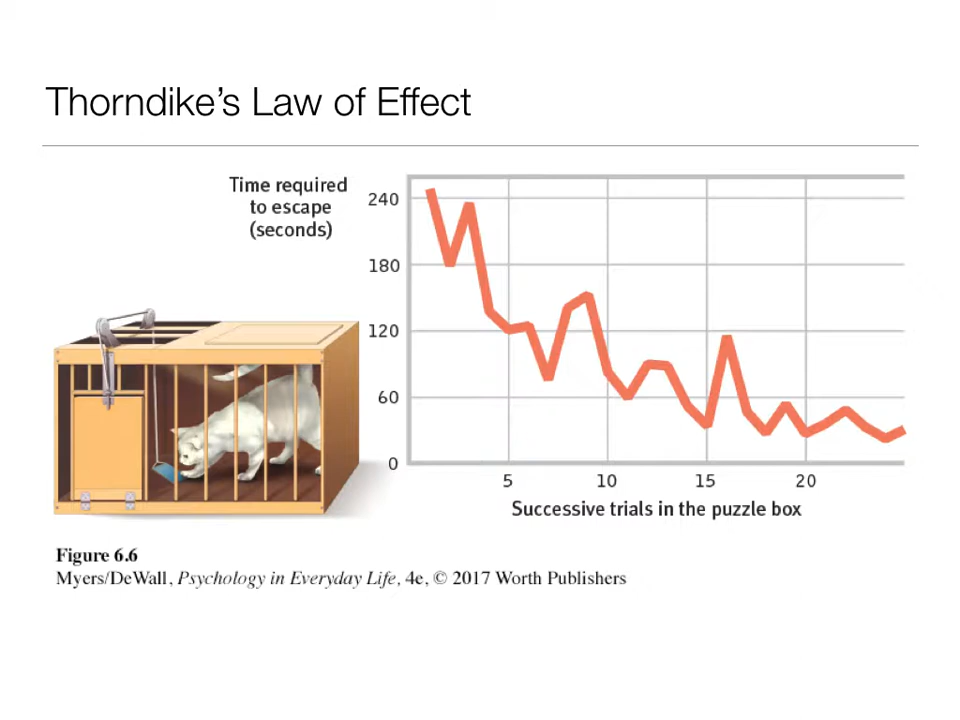 Thorndike’s Law of Effect
Time required
to escape
(seconds)
240
180
120
60
0
5 10 15 20
Successive trials in the puzzle box
Figure 6.6
Myers/DeWall, Psychology in Everyday Life, 4e, © 2017 Worth Publishers